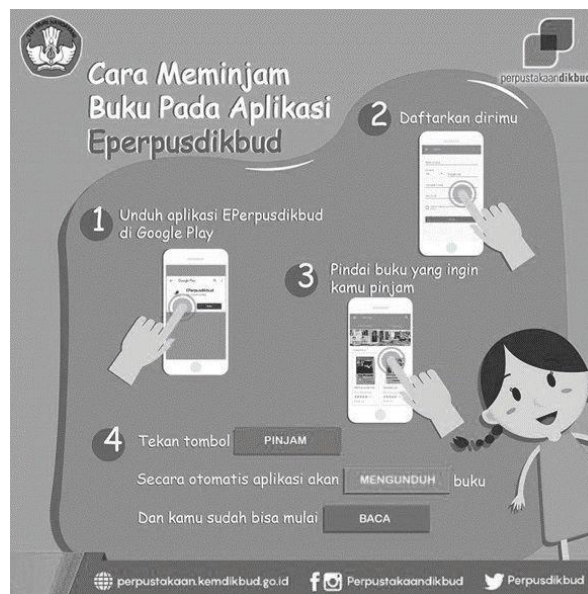 Cara Meminjam
Buku Pada Aplikasi
Eperpusdikbud
perpustakaandikbud
1 Unduh aplikasi EPerpusdikbud
di Google Play
2 Daftarkan dirimu
3 Pindai buku yang ingin
kamu pinjam
4 Tekan tombol PINJAM
Secara otomatis aplikasi akan MENGUNDUH buku
Dan kamu sudah bisa mulai BACA
perpustakaan.kemdikbud.go.id Perpustakaandikbud Perpusdikbud